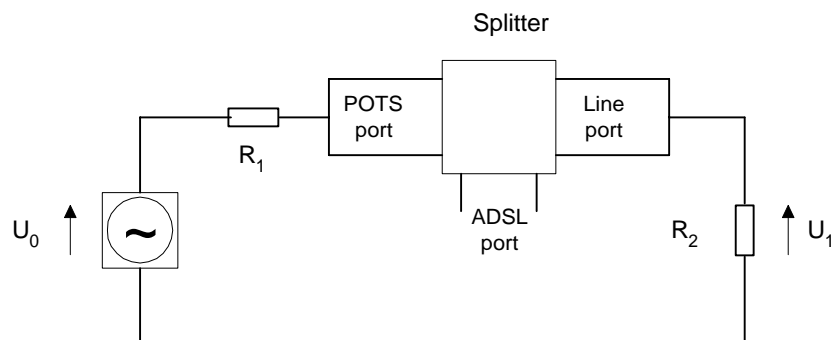 Splitter
POTS
port
Line
port
R1
ADSL
port
U0
~
R2
U1